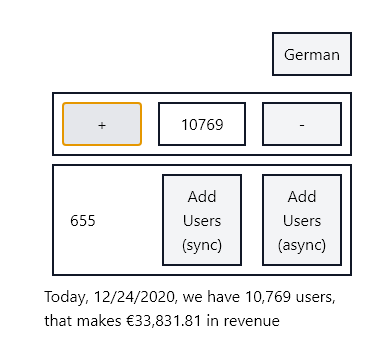 German
+ 10769 -
655
Add Users (sync)
Add Users (async)
Today, 12/24/2020, we have 10,769 users,
that makes €33,831.81 in revenue